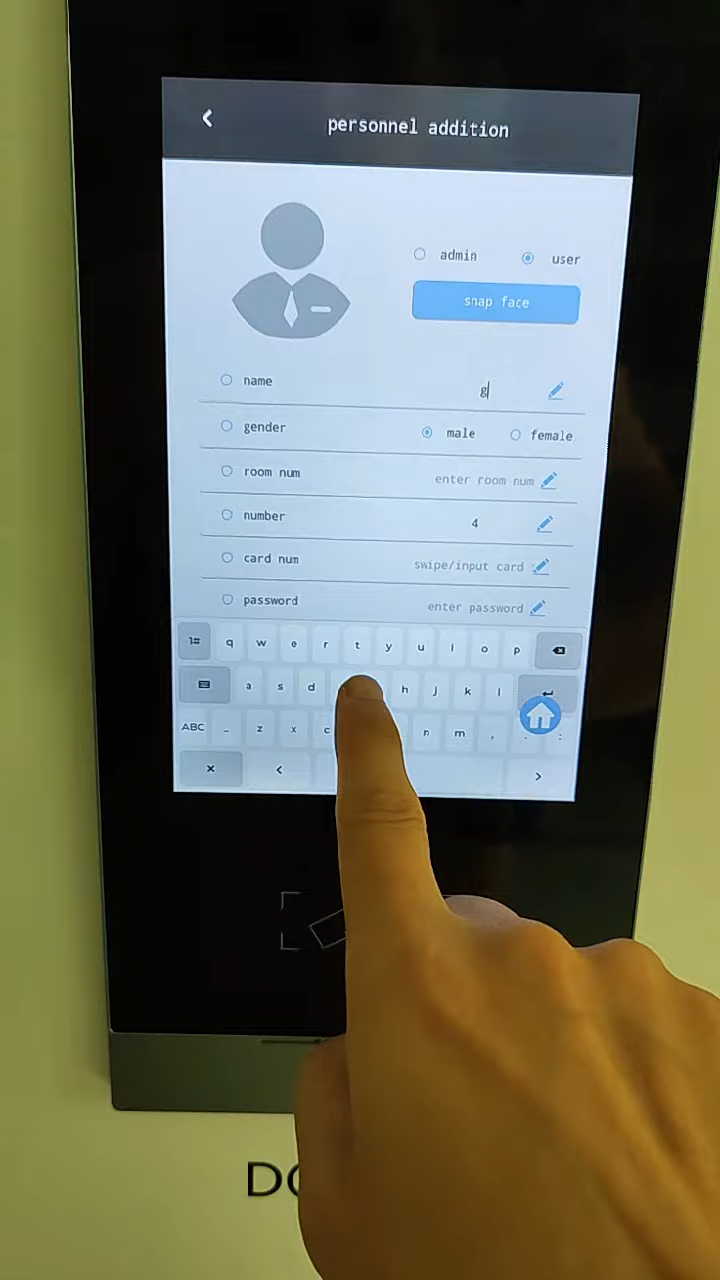 personnel addition
admin user
snap face
name g
gender male female
room num enter room num
number 4
card num swipe/input card
password enter password
1# q w e r t y u i o p
a s d h j k l
ABC _ z x c n m , . :
× < >